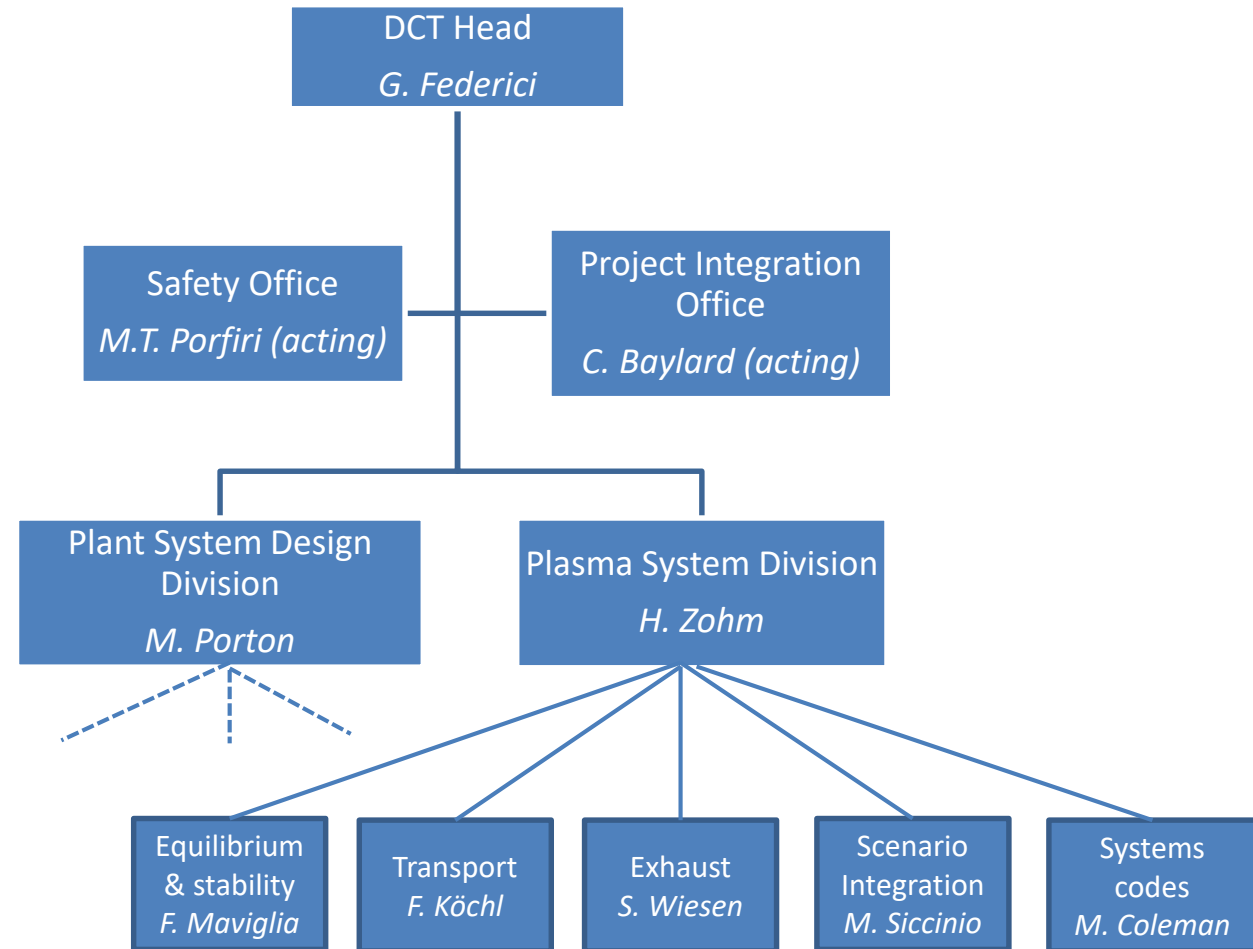 DCT Head
G. Federici
Safety Office
M.T. Porfiri (acting)
Project Integration
Office
C. Baylard (acting)
Plant System Design
Division
M. Porton
Plasma System Division
H. Zohm
Equilibrium
& stability
F. Maviglia
Transport
F. Köchl
Exhaust
S. Wiesen
Scenario
Integration
M. Siccinio
Systems
codes
M. Coleman